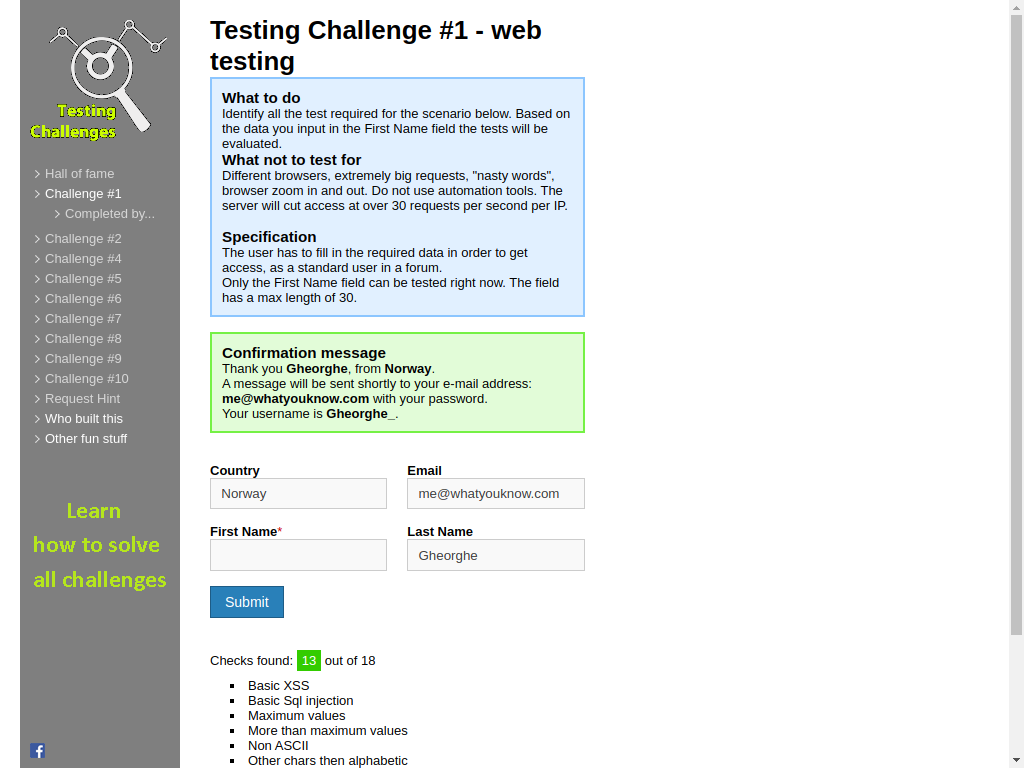 Testing
Challenges
Hall of fame
Challenge #1
Completed by...
Challenge #2
Challenge #4
Challenge #5
Challenge #6
Challenge #7
Challenge #8
Challenge #9
Challenge #10
Request Hint
Who built this
Other fun stuff
Learn
how to solve
all challenges
Testing Challenge #1 - web
testing
What to do
Identify all the test required for the scenario below. Based on
the data you input in the First Name field the tests will be
evaluated.
What not to test for
Different browsers, extremely big requests, "nasty words",
browser zoom in and out. Do not use automation tools. The
server will cut access at over 30 requests per second per IP.
Specification
The user has to fill in the required data in order to get
access, as a standard user in a forum.
Only the First Name field can be tested right now. The field
has a max length of 30.
Confirmation message
Thank you Gheorghe, from Norway.
A message will be sent shortly to your e-mail address:
me@whatyouknow.com with your password.
Your username is Gheorghe_.
Country Email
Norway me@whatyouknow.com
First Name* Last Name
Gheorghe
Submit
Checks found: 13 out of 18
Basic XSS
Basic Sql injection
Maximum values
More than maximum values
Non ASCII
Other chars then alphabetic